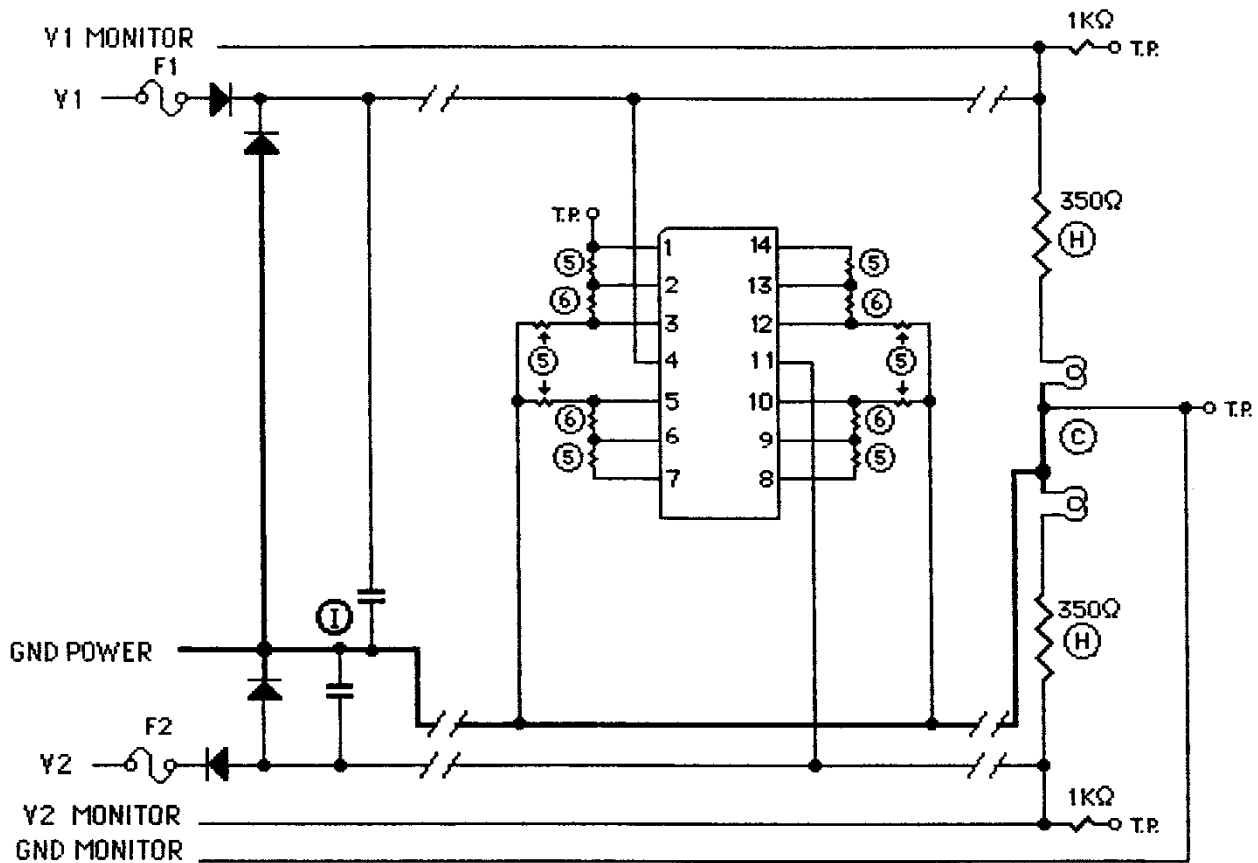 1KΩ
V1 MONITOR
T.P.
F1
V1
350Ω
H
T.P.
1 14
5 5
2 13
6 6
3 12
5 4 11 5
5 10
6 6
T.P.
C
6 9
5 5
7 8
350Ω
I
H
GND POWER
F2
V2
1KΩ
V2 MONITOR
T.P.
GND MONITOR